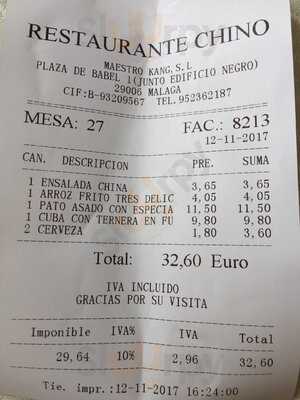 RESTAURANTE CHINO
MAESTRO KANG, S.L
PLAZA DE BABEL 1(JUNTO EDIFICIO NEGRO)
29006 MALAGA
CIF:B-93209567 TEL.952362187
MESA: 27 FAC.: 8213
12-11-2017
CAN. DESCRIPCION PRE. SUMA
1 ENSALADA CHINA 3,65 3,65
1 ARROZ FRITO TRES DELIC 4,05 4,05
1 PATO ASADO CON ESPECIA 11,50 11,50
1 CUBA CON TERNERA EN FU 9,80 9,80
2 CERVEZA 1,80 3,60
Total: 32,60 Euro
IVA INCLUIDO
GRACIAS POR SU VISITA
Imponible IVA% IVA Total
29,64 10% 2,96 32,60
Tie. impr.:12-11-2017 16:24:00